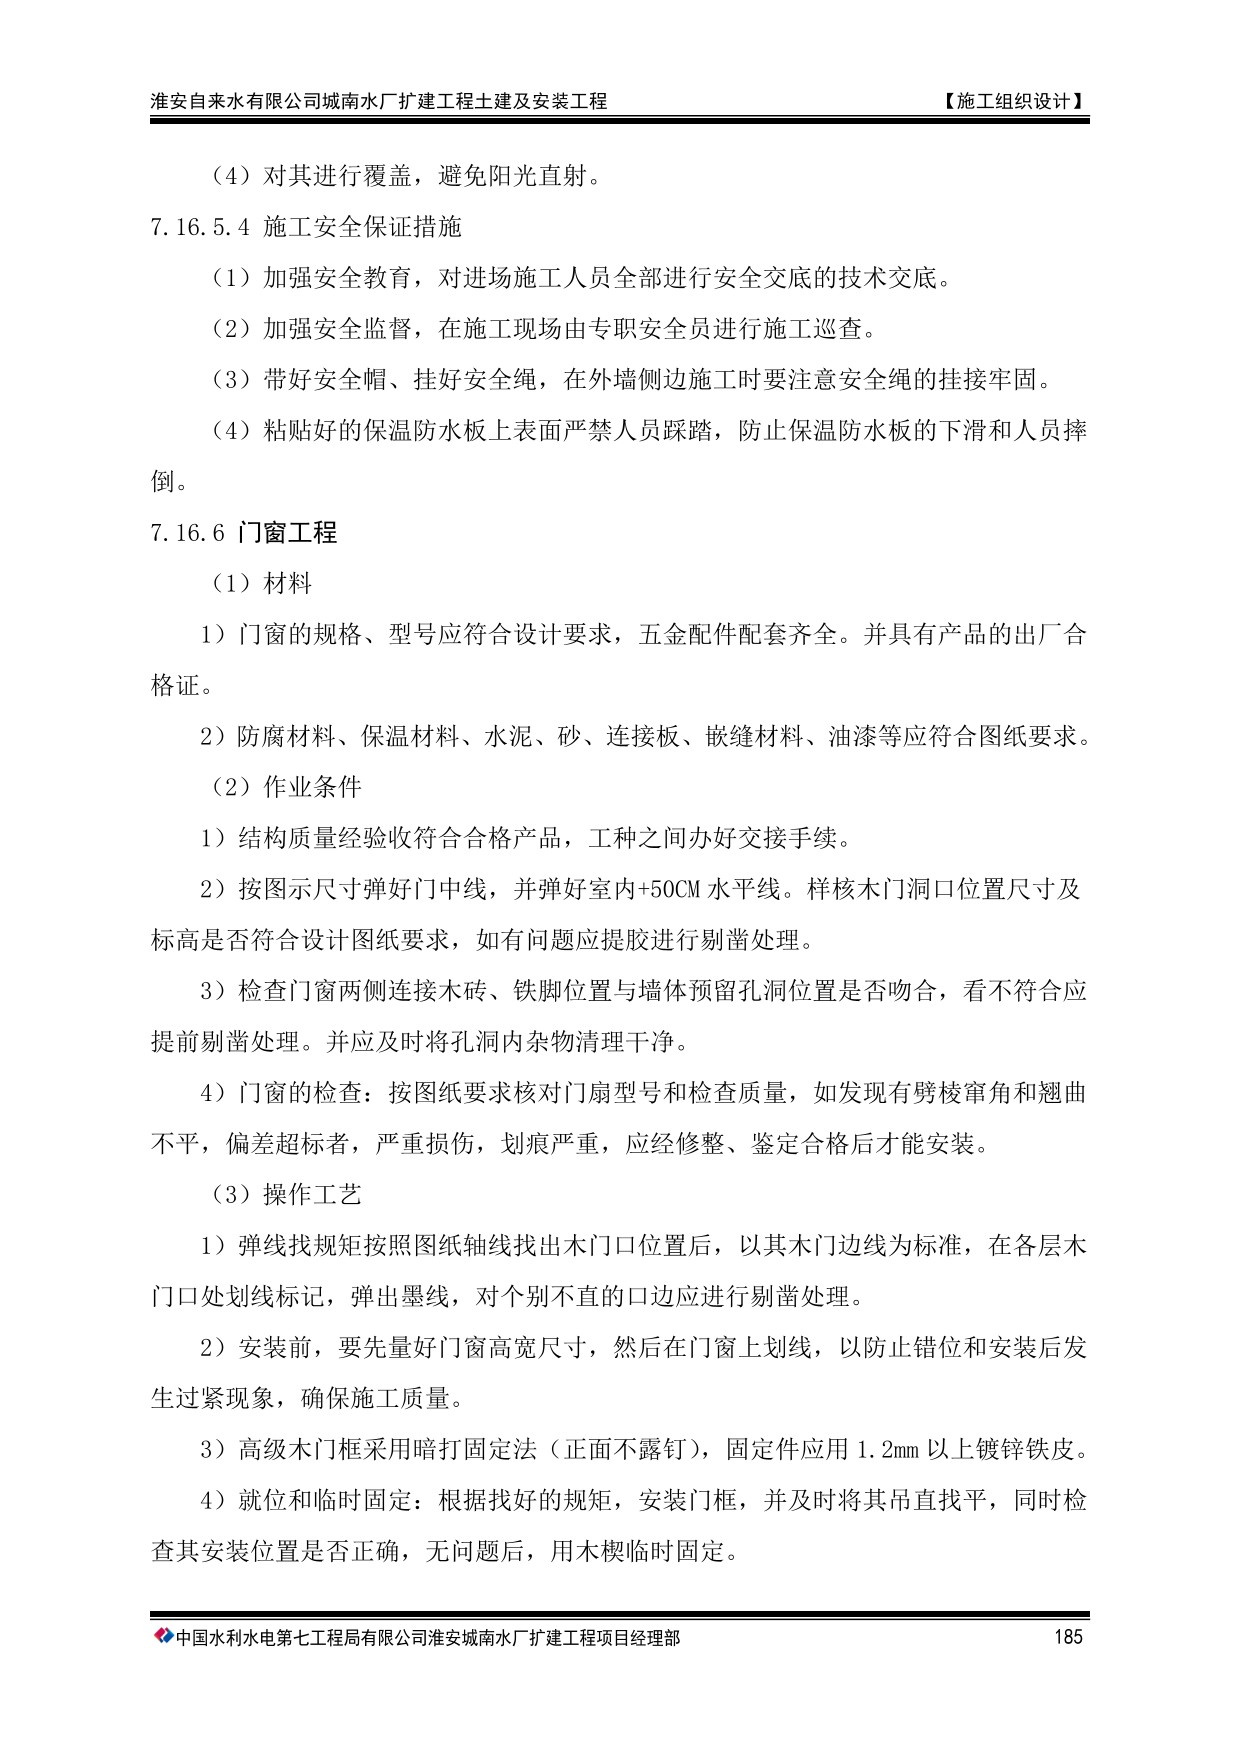 淮安自来水有限公司城南水厂扩建工程土建及安装工程 【施工组织设计】
（4）对其进行覆盖，避免阳光直射。
7.16.5.4 施工安全保证措施
（1）加强安全教育，对进场施工人员全部进行安全交底的技术交底。
（2）加强安全监督，在施工现场由专职安全员进行施工巡查。
（3）带好安全帽、挂好安全绳，在外墙侧边施工时要注意安全绳的挂接牢固。
（4）粘贴好的保温防水板上表面严禁人员踩踏，防止保温防水板的下滑和人员摔
倒。
7.16.6 门窗工程
（1）材料
1）门窗的规格、型号应符合设计要求，五金配件配套齐全。并具有产品的出厂合
格证。
2）防腐材料、保温材料、水泥、砂、连接板、嵌缝材料、油漆等应符合图纸要求。
（2）作业条件
1）结构质量经验收符合合格产品，工种之间办好交接手续。
2）按图示尺寸弹好门中线，并弹好室内+50CM 水平线。样核木门洞口位置尺寸及
标高是否符合设计图纸要求，如有问题应提胶进行剔凿处理。
3）检查门窗两侧连接木砖、铁脚位置与墙体预留孔洞位置是否吻合，看不符合应
提前剔凿处理。并应及时将孔洞内杂物清理干净。
4）门窗的检查：按图纸要求核对门扇型号和检查质量，如发现有劈棱窜角和翘曲
不平，偏差超标者，严重损伤，划痕严重，应经修整、鉴定合格后才能安装。
（3）操作工艺
1）弹线找规矩按照图纸轴线找出木门口位置后，以其木门边线为标准，在各层木
门口处划线标记，弹出墨线，对个别不直的口边应进行剔凿处理。
2）安装前，要先量好门窗高宽尺寸，然后在门窗上划线，以防止错位和安装后发
生过紧现象，确保施工质量。
3）高级木门框采用暗打固定法（正面不露钉），固定件应用 1.2mm 以上镀锌铁皮。
4）就位和临时固定：根据找好的规矩，安装门框，并及时将其吊直找平，同时检
查其安装位置是否正确，无问题后，用木楔临时固定。
中国水利水电第七工程局有限公司淮安城南水厂扩建工程项目经理部 185